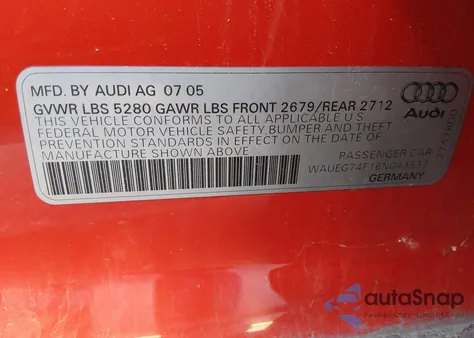 MFD. BY AUDI AG 07 05
GVWR LBS 5280 GAWR LBS FRONT 2679/REAR 2712
THIS VEHICLE CONFORMS TO ALL APPLICABLE U.S.
FEDERAL MOTOR VEHICLE SAFETY, BUMPER AND THEFT
PREVENTION STANDARDS IN EFFECT ON THE DATE OF
MANUFACTURE SHOWN ABOVE.
Audi
PASSENGER CAR
GERMANY
autoSnap